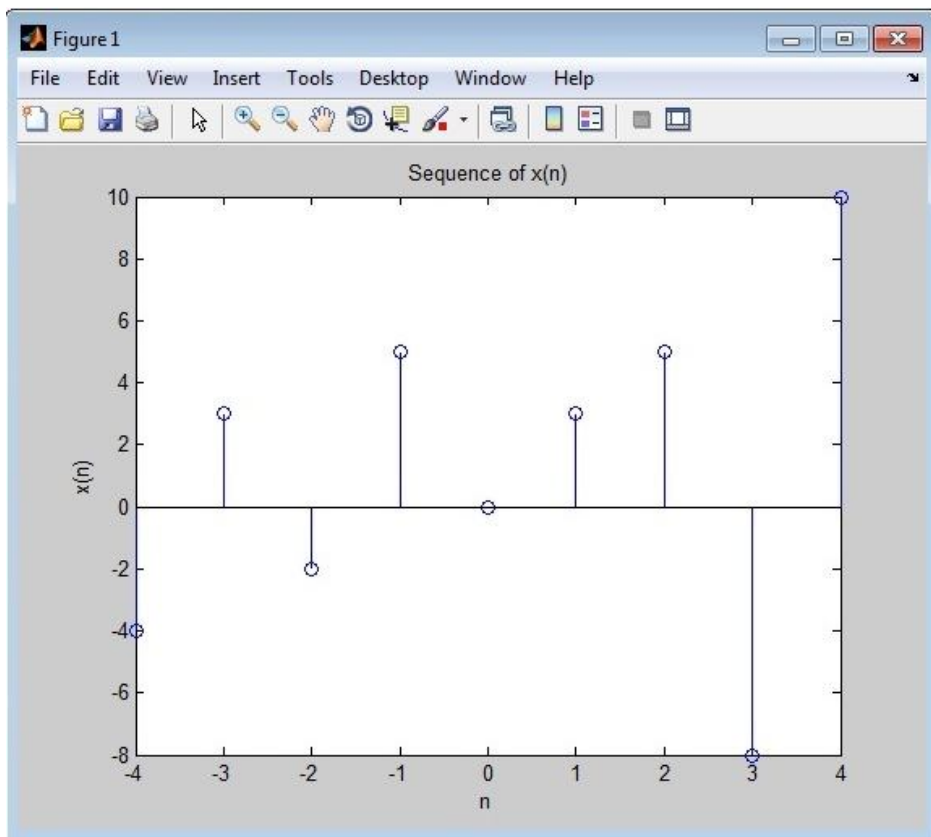 Figure 1
File Edit View Insert Tools Desktop Window Help
Sequence of x(n)
10
8
6
4
2
0
-2
-4
-6
-8
x(n)
-4 -3 -2 -1 0 1 2 3 4
n